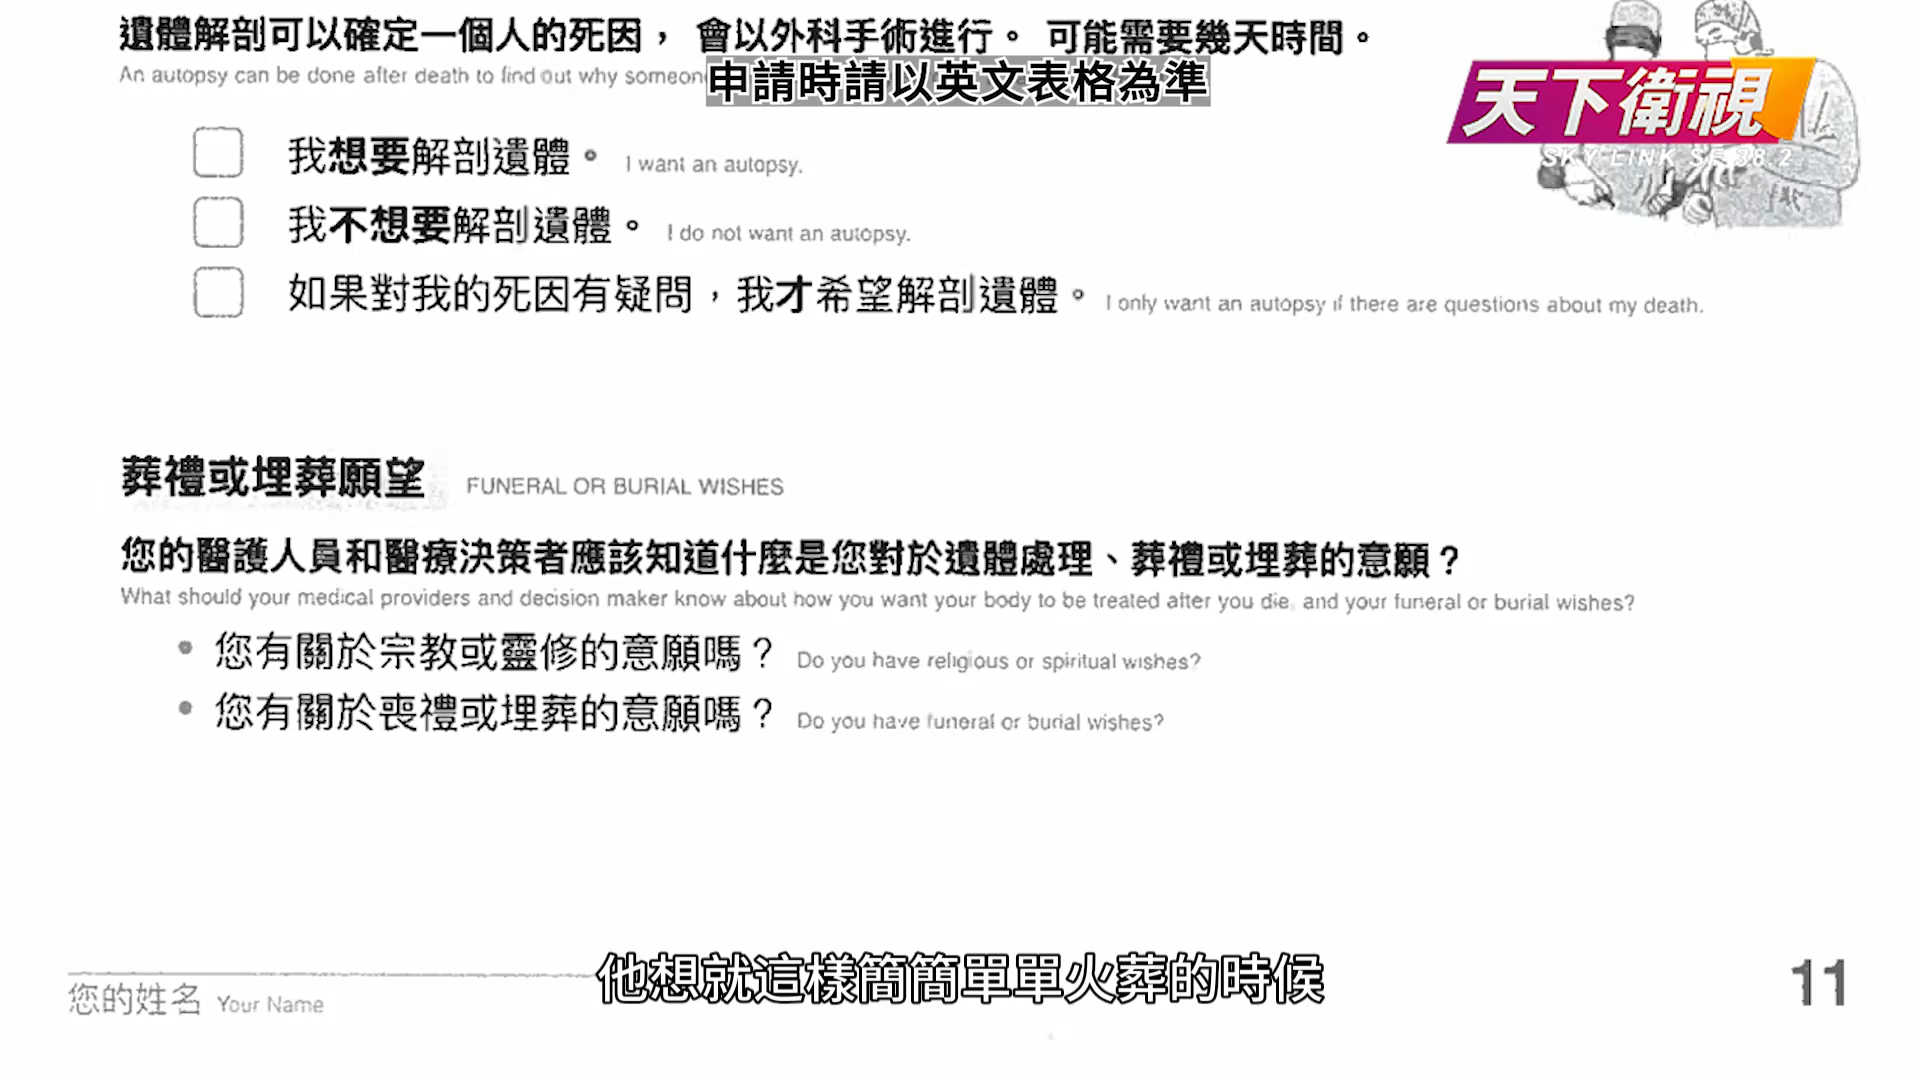 遺體解剖可以確定一個人的死因，會以外科手術進行。可能需要幾天時間。
An autopsy can be done after death to find out why
申請時請以英文表格為準
天下衛視
SKY LINK SF 38.2
我想要解剖遺體。 I want an autopsy.
我不想要解剖遺體。 I do not want an autopsy.
如果對我的死因有疑問，我才希望解剖遺體。 I only want an autopsy if there are questions about my death.
葬禮或埋葬願望 FUNERAL OR BURIAL WISHES
您的醫護人員和醫療決策者應該知道什麼是您對於遺體處理、葬禮或埋葬的意願？
What should your medical providers and decision maker know about how you want your body to be treated after you die, and your funeral or burial wishes?
• 您有關於宗教或靈修的意願嗎？ Do you have religious or spiritual wishes?
• 您有關於喪禮或埋葬的意願嗎？ Do you have funeral or burial wishes?
他想就這樣簡簡單單火葬的時候
您的姓名 Your Name
11